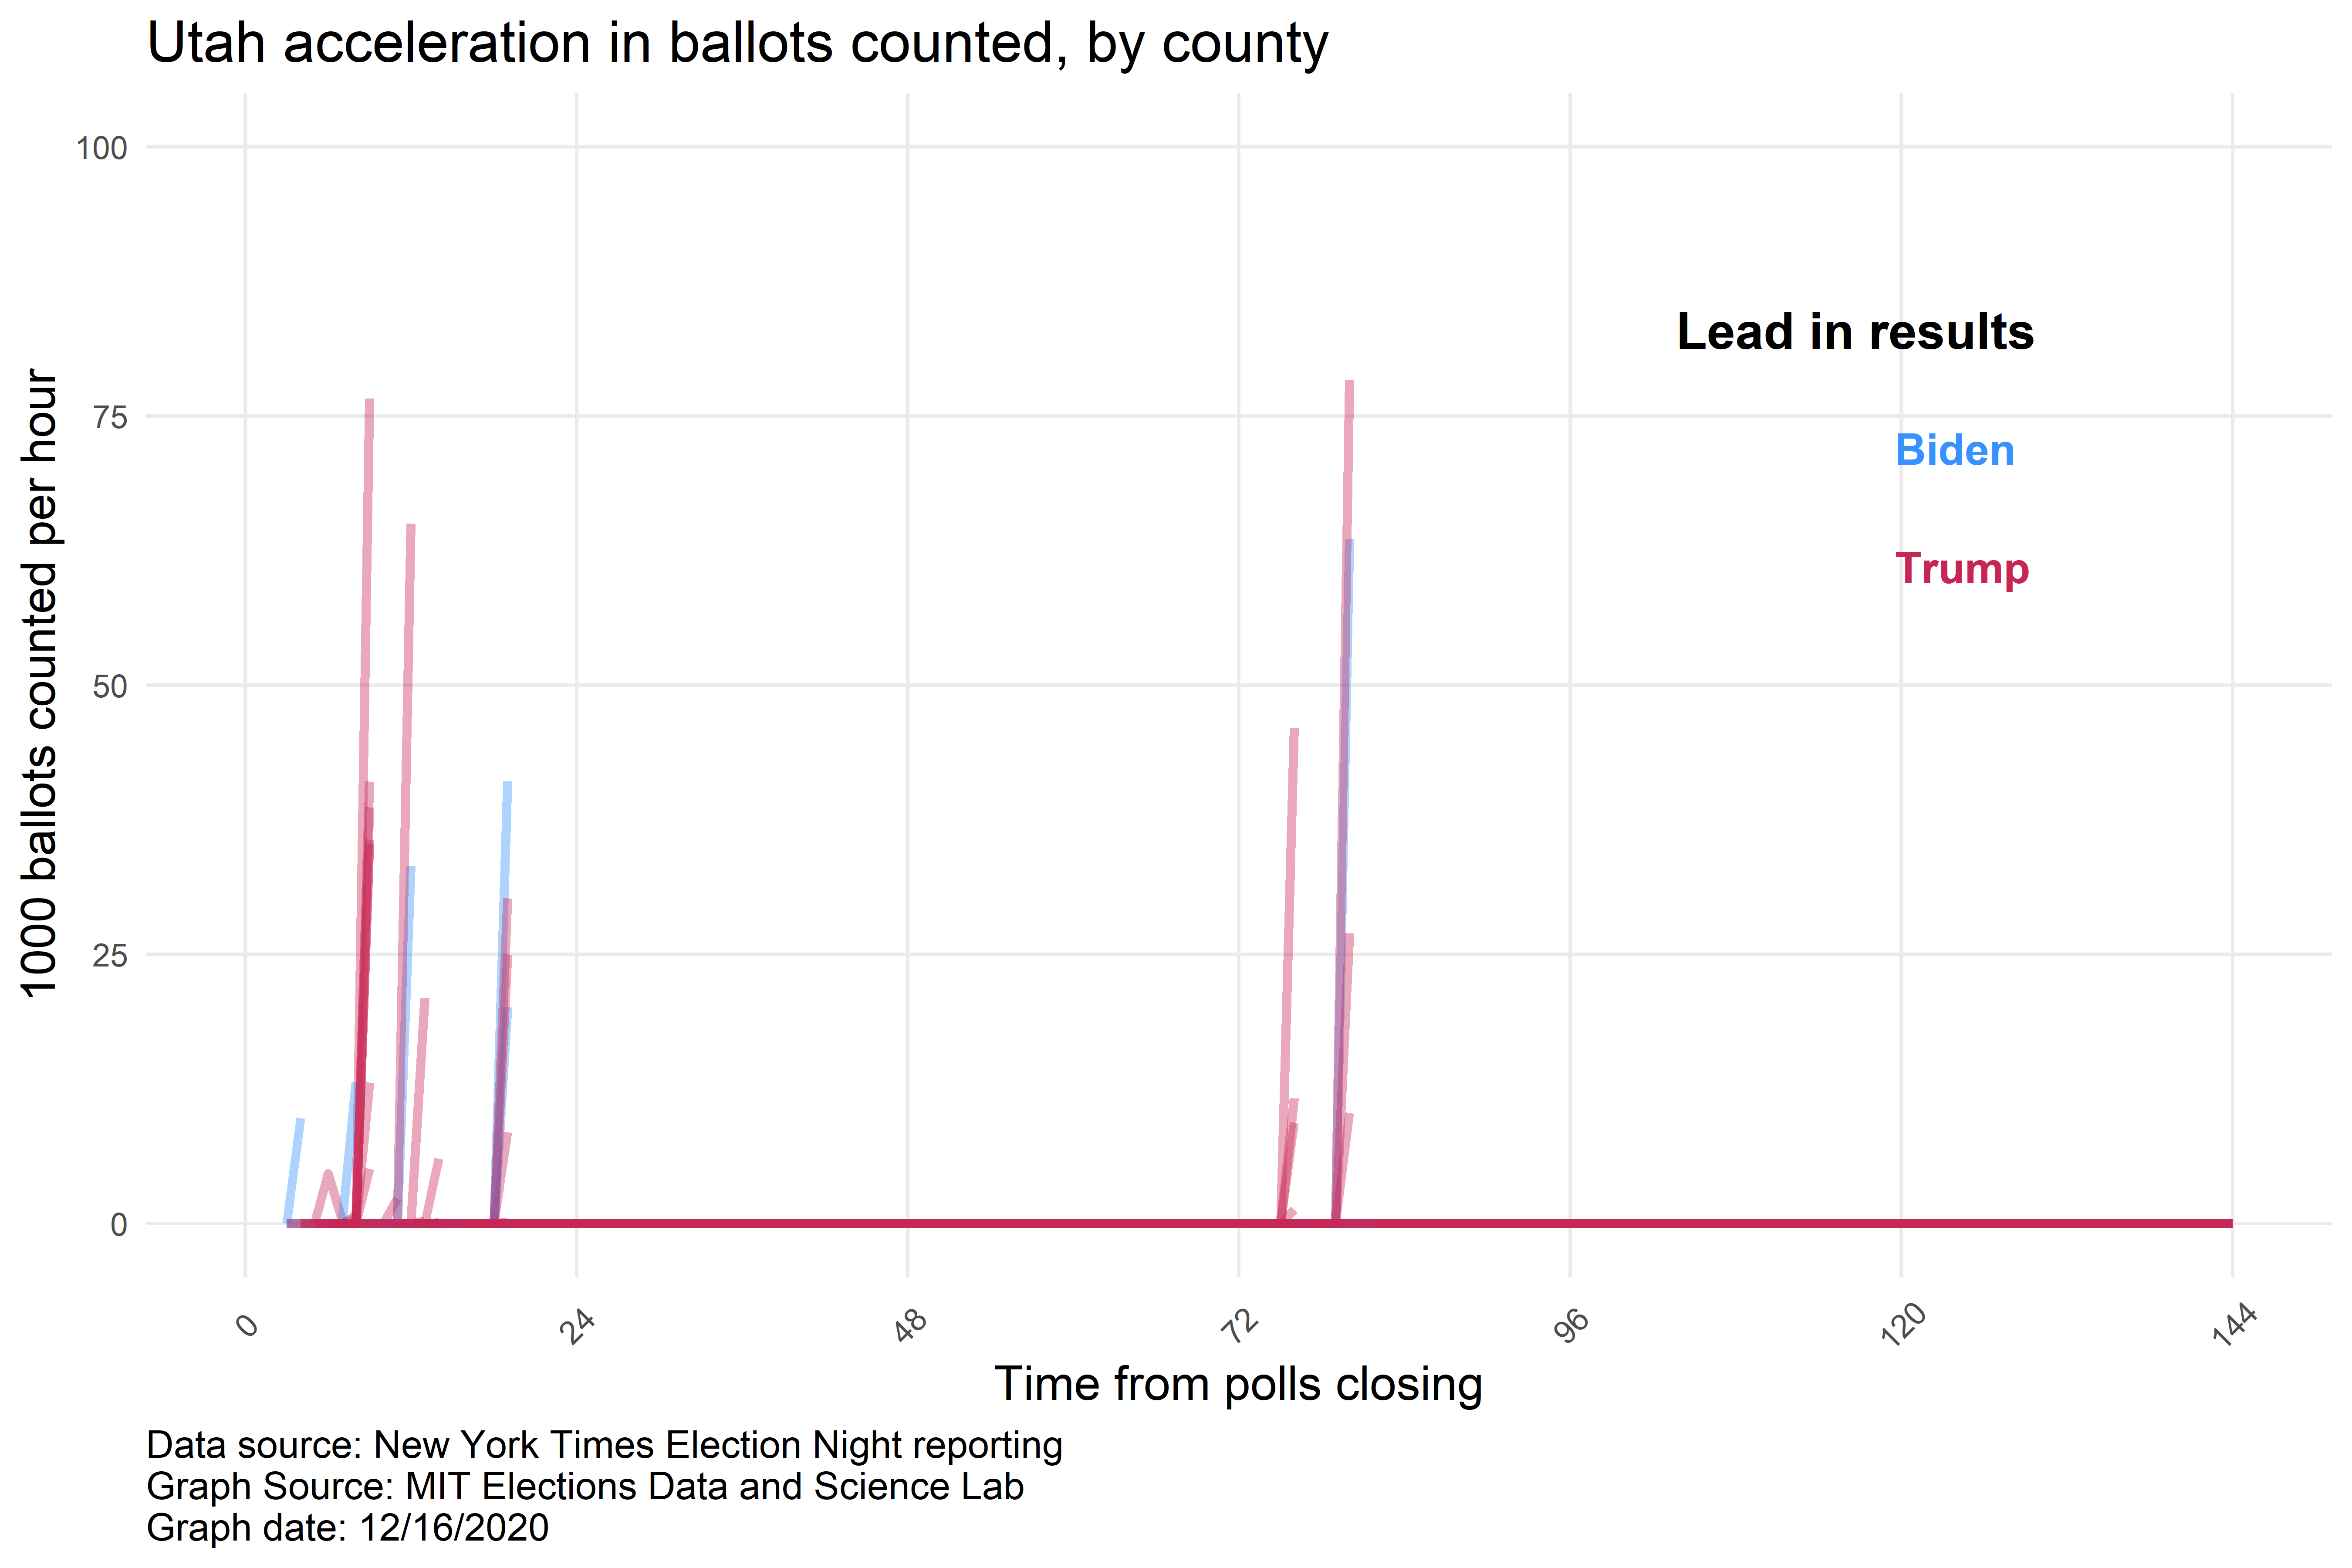 Utah acceleration in ballots counted, by county
1000 ballots counted per hour
100
75
50
25
0
Lead in results
Biden
Trump
0
24
48
72
96
120
144
Time from polls closing
Data source: New York Times Election Night reporting
Graph Source: MIT Elections Data and Science Lab
Graph date: 12/16/2020